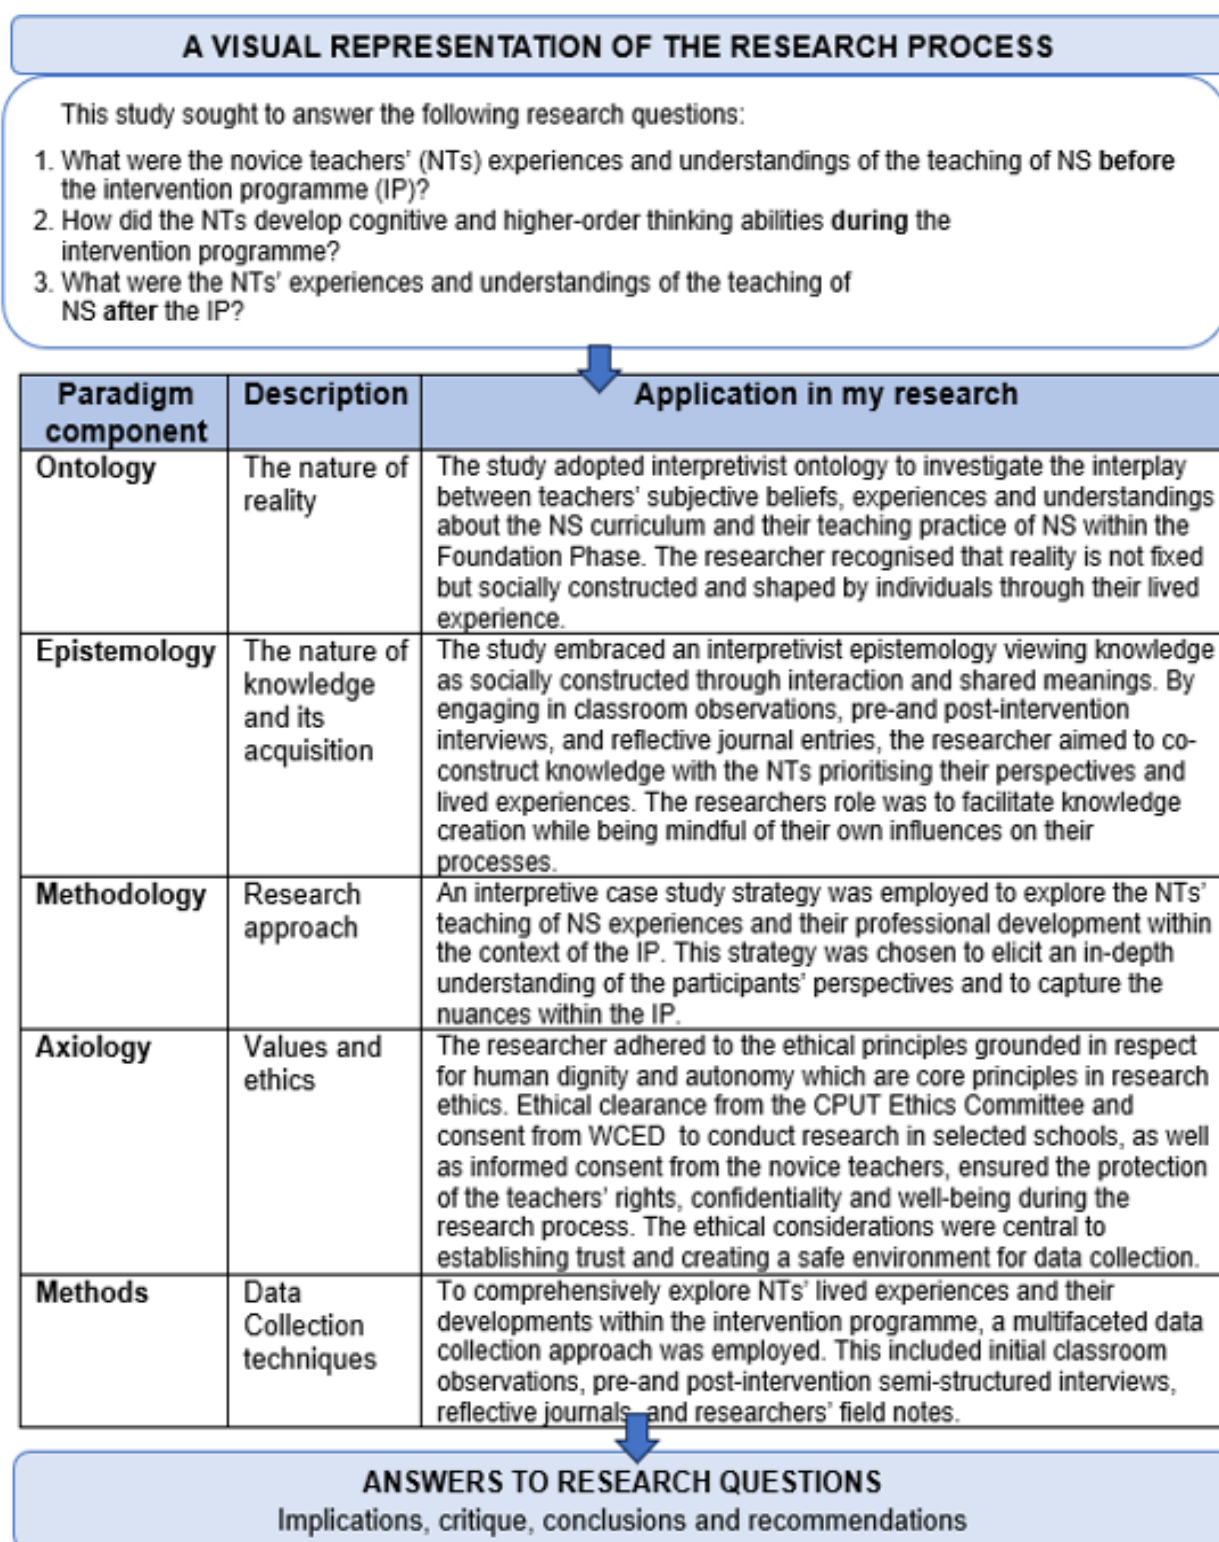 A VISUAL REPRESENTATION OF THE RESEARCH PROCESS
This study sought to answer the following research questions:
1. What were the novice teachers' (NTs) experiences and understandings of the teaching of NS before
the intervention programme (IP)?
2. How did the NTs develop cognitive and higher-order thinking abilities during the
intervention programme?
3. What were the NTs' experiences and understandings of the teaching of
NS after the IP?
Paradigm
component
Description
Application in my research
Ontology
The nature of
reality
The study adopted interpretivist ontology to investigate the interplay
between teachers' subjective beliefs, experiences and understandings
about the NS curriculum and their teaching practice of NS within the
Foundation Phase. The researcher recognised that reality is not fixed
but socially constructed and shaped by individuals through their lived
experience.
Epistemology
The nature of
knowledge
and its
acquisition
The study embraced an interpretivist epistemology viewing knowledge
as socially constructed through interaction and shared meanings. By
engaging in classroom observations, pre-and post-intervention
interviews, and reflective journal entries, the researcher aimed to co-
construct knowledge with the NTs prioritising their perspectives and
lived experiences. The researchers role was to facilitate knowledge
creation while being mindful of their own influences on their
processes.
Methodology
Research
approach
An interpretive case study strategy was employed to explore the NTs'
teaching of NS experiences and their professional development within
the context of the IP. This strategy was chosen to elicit an in-depth
understanding of the participants' perspectives and to capture the
nuances within the IP.
Axiology
Values and
ethics
The researcher adhered to the ethical principles grounded in respect
for human dignity and autonomy which are core principles in research
ethics. Ethical clearance from the CPUT Ethics Committee and
consent from WCED to conduct research in selected schools, as well
as informed consent from the novice teachers, ensured the protection
of the teachers' rights, confidentiality and well-being during the
research process. The ethical considerations were central to
establishing trust and creating a safe environment for data collection.
Methods
Data
Collection
techniques
To comprehensively explore NTs' lived experiences and their
developments within the intervention programme, a multifaceted data
collection approach was employed. This included initial classroom
observations, pre-and post-intervention semi-structured interviews,
reflective journals, and researchers' field notes.
ANSWERS TO RESEARCH QUESTIONS
Implications, critique, conclusions and recommendations